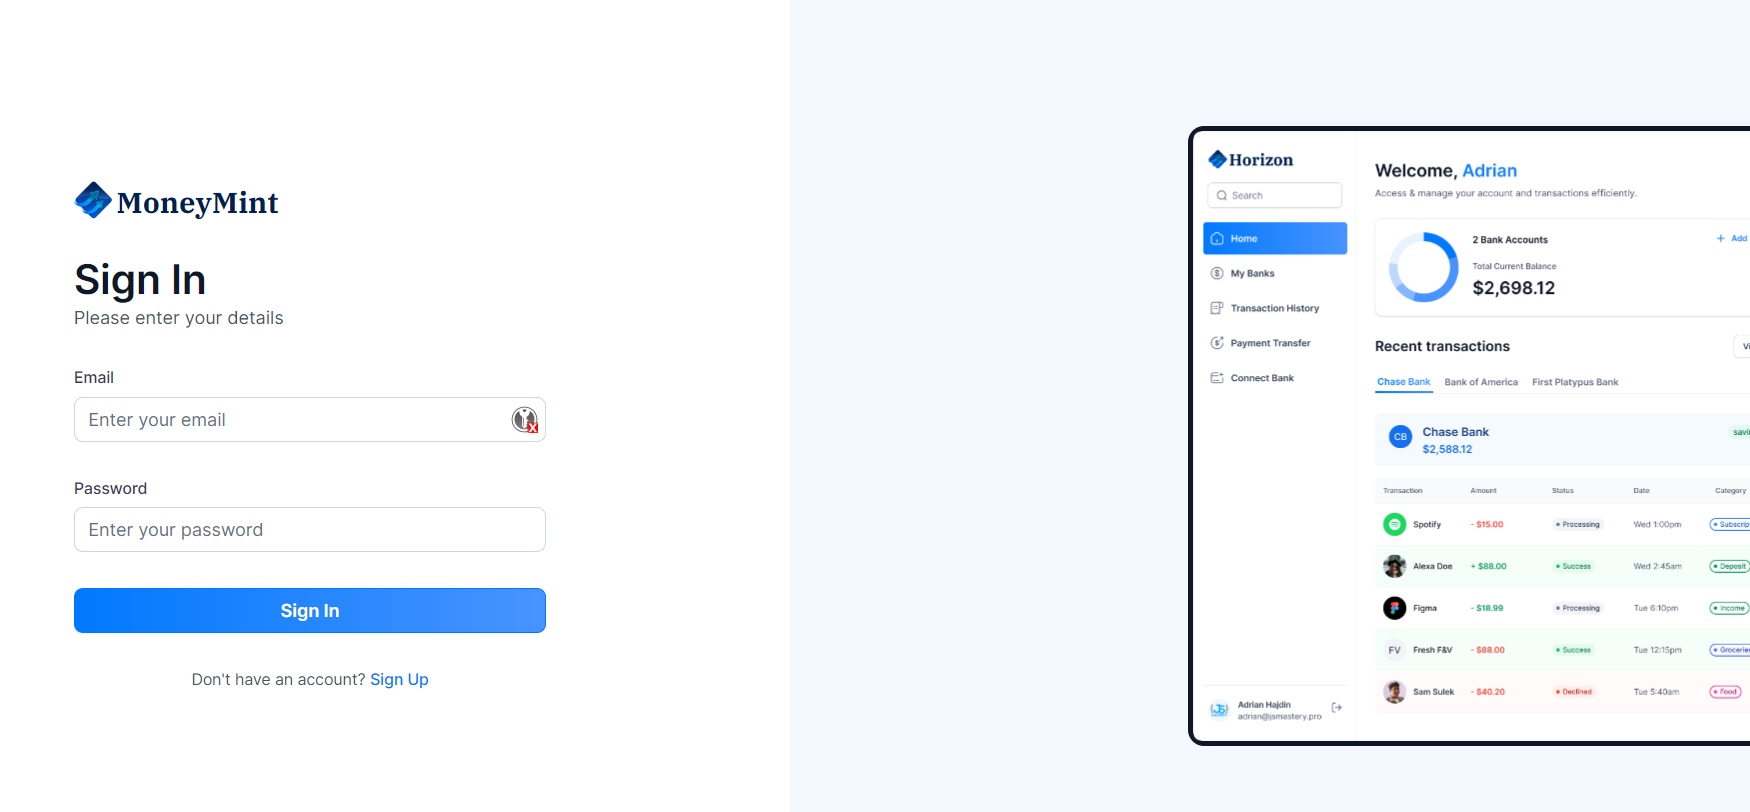 MoneyMint
Sign In
Please enter your details
Email
Enter your email
Password
Enter your password
Sign In
Don't have an account? Sign Up
Horizon
Search
Home
My Banks
Transaction History
Payment Transfer
Connect Bank
Adrian Hajdin
adrian@jsmastery.pro
Welcome, Adrian
Access & manage your account and transactions efficiently.
2 Bank Accounts
+ Add
Total Current Balance
$2,698.12
Recent transactions
Vi
Chase Bank Bank of America First Platypus Bank
CB Chase Bank savin
$2,588.12
Transaction Amount Status Date Category
Spotify - $15.00 Processing Wed 1:00pm Subscrip
Alexa Doe + $88.00 Success Wed 2:45am Deposit
Figma - $18.99 Processing Tue 6:10pm Income
FV Fresh F&V - $88.00 Success Tue 12:15pm Groceries
Sam Sulek - $40.20 Declined Tue 5:40am Food